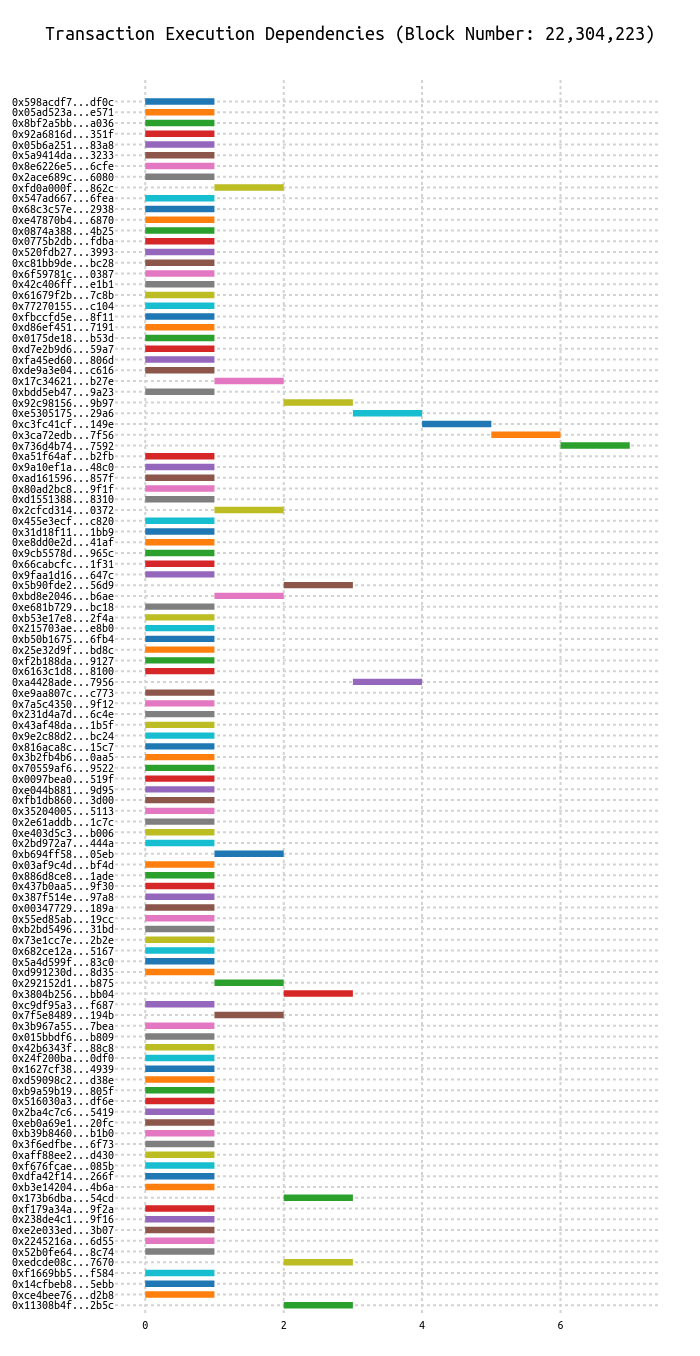 Transaction Execution Dependencies (Block Number: 22,304,223)
0x598acdf7...df0c
0x05ad523a...e571
0x8bf2a5bb...a036
0x92a6816d...351f
0x05b6a251...83a8
0x5a9414da...3233
0x8e6226e5...6cfe
0x2ace689c...6080
0xfd0a000f...862c
0x547ad667...6fea
0x68c3c57e...2938
0xe47870b4...6870
0x0874a388...4b25
0x0775b2db...fdba
0x520fdb27...3993
0xc81bb9de...bc28
0x6f59781c...0387
0x42c406ff...e1b1
0x61679f2b...7c8b
0x77270155...c104
0xfbccfd5e...8f11
0xd86ef451...7191
0x0175de18...b53d
0xd7e2b9d6...59a7
0xfa45ed60...806d
0xde9a3e04...c616
0x17c34621...b27e
0xbdd5eb47...9a23
0x92c98156...9b97
0xe5305175...29a6
0xc3fc41cf...149e
0x3ca72edb...7f56
0x736d4b74...7592
0xa51f64af...b2fb
0x9a10ef1a...48c0
0xad161596...857f
0x80ad2bc8...9f1f
0xd1551388...8310
0x2cfcd314...0372
0x455e3ecf...c820
0x31d18f11...1bb9
0xe8dd0e2d...41af
0x9cb5578d...965c
0x66cabcfc...1f31
0x9faa1d16...647c
0x5b90fde2...56d9
0xbd8e2046...b6ae
0xe681b729...bc18
0xb53e17e8...2f4a
0x215703ae...e8b0
0xb50b1675...6fb4
0x25e32d9f...bd8c
0xf2b188da...9127
0x6163c1d8...8100
0xa4428ade...7956
0xe9aa807c...c773
0x7a5c4350...9f12
0x231d4a7d...6c4e
0x43af48da...1b5f
0x9e2c88d2...bc24
0x816aca8c...15c7
0x3b2fb4b6...0aa5
0x70559af6...9522
0x0097bea0...519f
0xe044b881...9d95
0xfb1db860...3d00
0x35204005...5113
0x2e61addb...1c7c
0xe403d5c3...b006
0x2bd972a7...444a
0xb694ff58...05eb
0x03af9c4d...bf4d
0x886d8ce8...1ade
0x437b0aa5...9f30
0x387f514e...97a8
0x00347729...189a
0x55ed85ab...19cc
0xb2bd5496...31bd
0x73e1cc7e...2b2e
0x682ce12a...5167
0x5a4d599f...83c0
0xd991230d...8d35
0x292152d1...b875
0x3804b256...bb04
0xc9df95a3...f687
0x7f5e8489...194b
0x3b967a55...7bea
0x015bbdf6...b809
0x42b6343f...88c8
0x24f200ba...0df0
0x1627cf38...4939
0xd59098c2...d38e
0xb9a59b19...805f
0x516030a3...df6e
0x2ba4c7c6...5419
0xeb0a69e1...20fc
0xb39b8460...b1b0
0x3f6edfbe...6f73
0xaff88ee2...d430
0xf676fcae...085b
0xdfa42f14...266f
0xb3e14204...4b6a
0x173b6dba...54cd
0xf179a34a...9f2a
0x238de4c1...9f16
0xe2e033ed...3b07
0x2245216a...6d55
0x52b0fe64...8c74
0xedcde08c...7670
0xf1669bb5...f584
0x14cfbeb8...5ebb
0xce4bee76...d2b8
0x11308b4f...2b5c
0 2 4 6